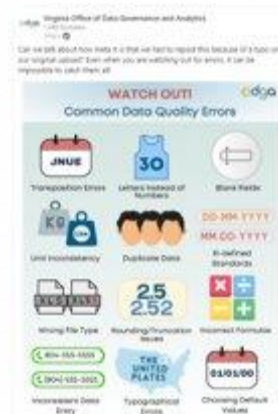 Virginia Office of Data Governance and Analytics
Can we talk about how meta it is that we had to repost this because of a typo on
our original upload? Even when you are watching out for errors, it can be
impossible to catch them all.
odga
WATCH OUT!
Common Data Quality Errors
JNUE
30
Transposition Errors
Letters Instead of
Numbers
Blank Fields
KG
DD-MM-YYYY
MM-DD-YYYY
Unit Inconsistency
Duplicate Data
Ill-defined
Standards
2.5
2.52
Wrong File Type
Rounding/Truncation
Issues
Incorrect Formulas
THE
UNITED
PLATES
01/01/00
Inconsistent Data
Entry
Typographical
Errors
Choosing Default
Values